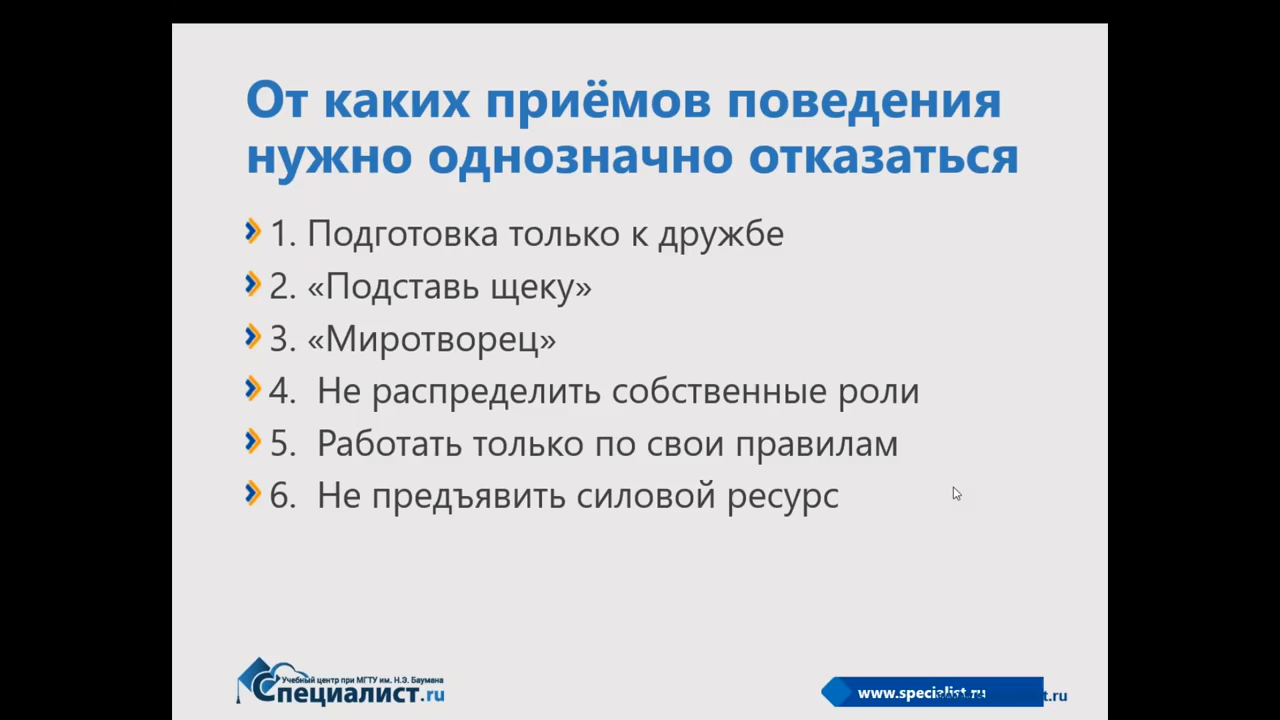 От каких приёмов поведения
нужно однозначно отказаться
1. Подготовка только к дружбе
2. «Подставь щеку»
3. «Миротворец»
4. Не распределить собственные роли
5. Работать только по свои правилам
6. Не предъявить силовой ресурс
Учебный центр при МГТУ им. Н.Э. Баумана
Специалист.ru
www.specialist.ru